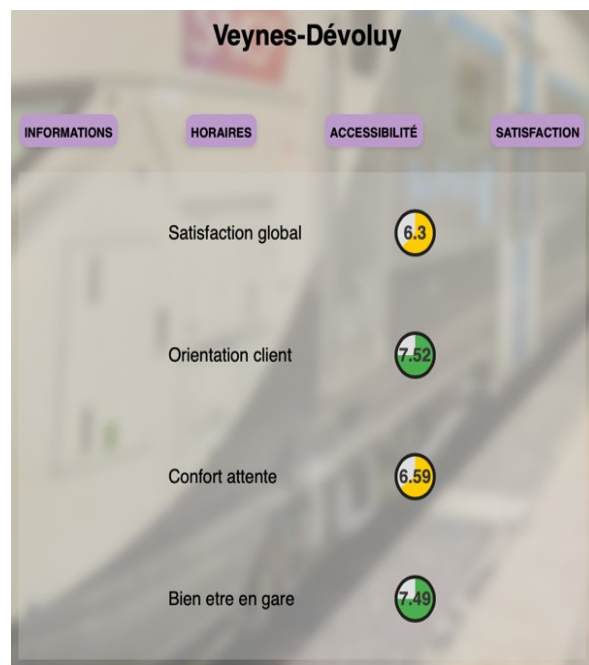 Veynes-Dévoluy
INFORMATIONS HORAIRES ACCESSIBILITÉ SATISFACTION
Satisfaction global 6.3
Orientation client 7.52
Confort attente 6.59
Bien etre en gare 7.49